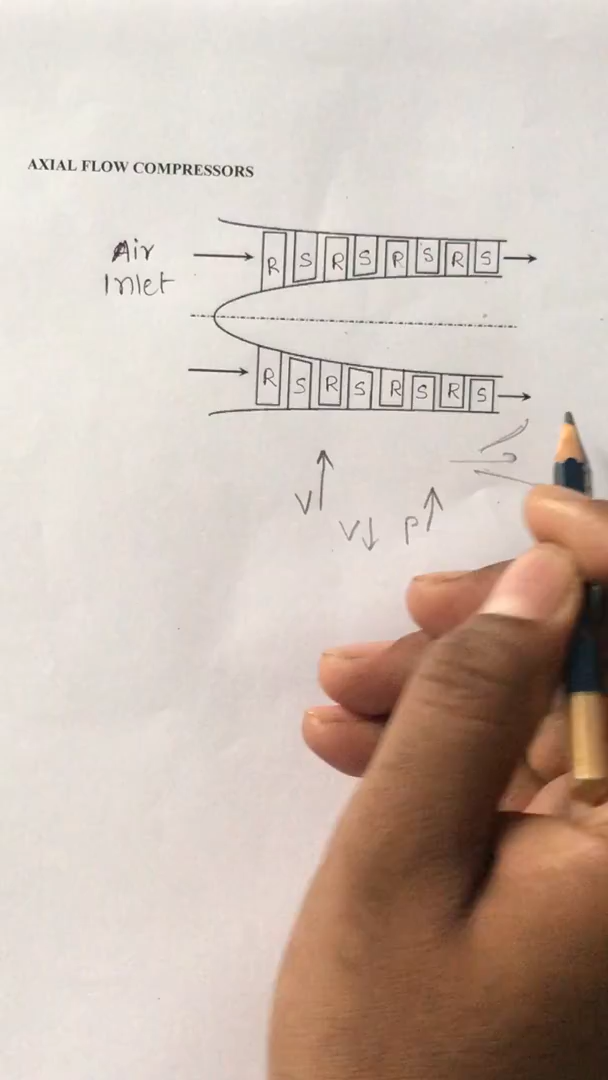 AXIAL FLOW COMPRESSORS
Air
Inlet
R S R S R S R S
R S R S R S R S
V↑
V↓ P↑